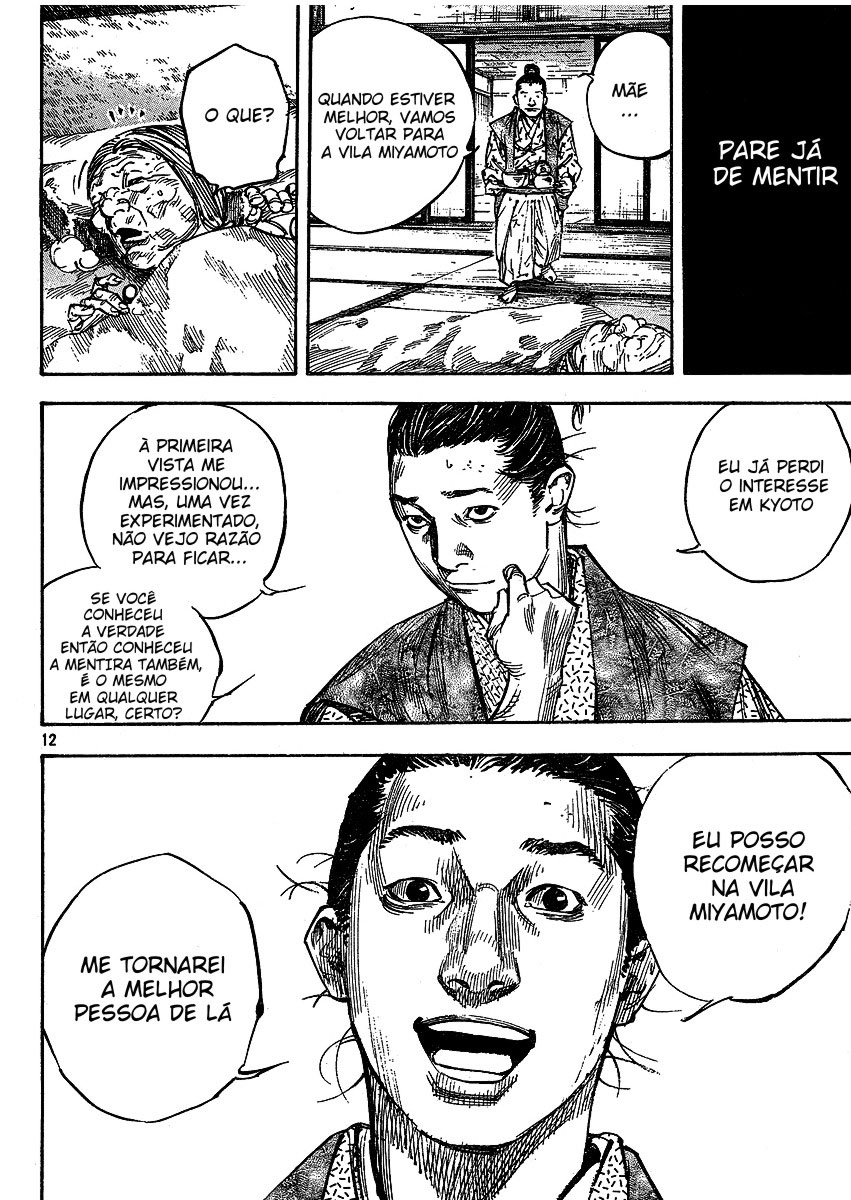 PARE JÁ
DE MENTIR
MÃE
...
QUANDO ESTIVER
MELHOR, VAMOS
VOLTAR PARA
A VILA MIYAMOTO
O QUE?
EU JÁ PERDI
O INTERESSE
EM KYOTO
À PRIMEIRA
VISTA ME
IMPRESSIONOU...
MAS, UMA VEZ
EXPERIMENTADO,
NÃO VEJO RAZÃO
PARA FICAR...
SE VOCÊ
CONHECEU
A VERDADE
ENTÃO CONHECEU
A MENTIRA TAMBÉM,
É O MESMO
EM QUALQUER
LUGAR, CERTO?
12
EU POSSO
RECOMEÇAR
NA VILA
MIYAMOTO!
ME TORNAREI
A MELHOR
PESSOA DE LÁ